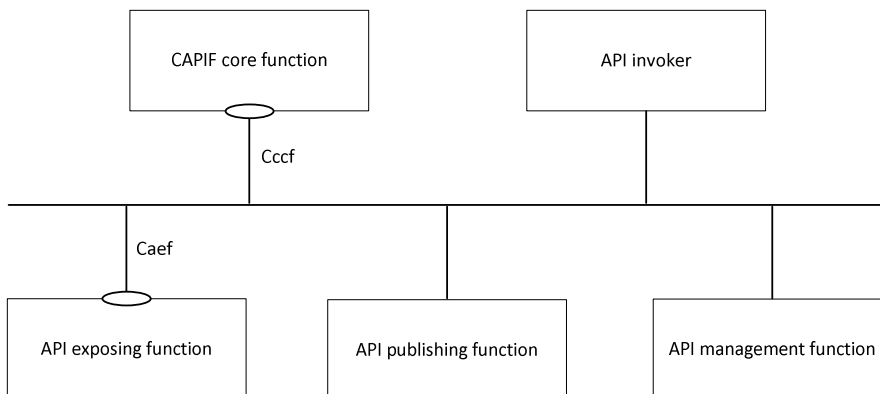 CAPIF core function
API invoker
Cccf
Caef
API exposing function
API publishing function
API management function